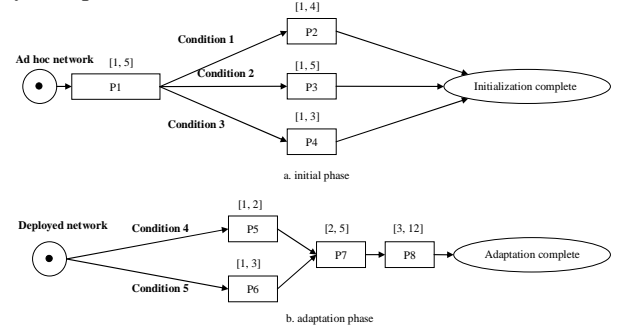 [1, 4]
Condition 1
P2
Ad hoc network
[1, 5]
Condition 2
[1, 5]
P1
P3
Initialization complete
Condition 3
[1, 3]
P4
a. initial phase
[1, 2]
Deployed network
Condition 4
P5
[2, 5]
[3, 12]
P7
P8
Adaptation complete
[1, 3]
Condition 5
P6
b. adaptation phase